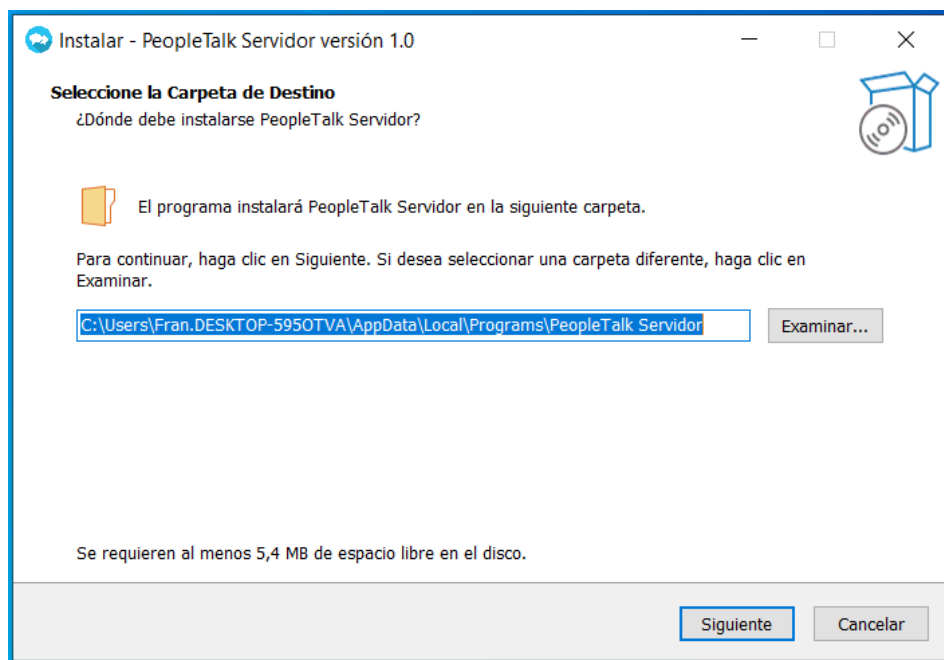 Instalar - PeopleTalk Servidor versión 1.0
Seleccione la Carpeta de Destino
¿Dónde debe instalarse PeopleTalk Servidor?
El programa instalará PeopleTalk Servidor en la siguiente carpeta.
Para continuar, haga clic en Siguiente. Si desea seleccionar una carpeta diferente, haga clic en
Examinar.
C:\Users\Fran.DESKTOP-595OTVA\AppData\Local\Programs\PeopleTalk Servidor
Examinar...
Se requieren al menos 5,4 MB de espacio libre en el disco.
Siguiente
Cancelar